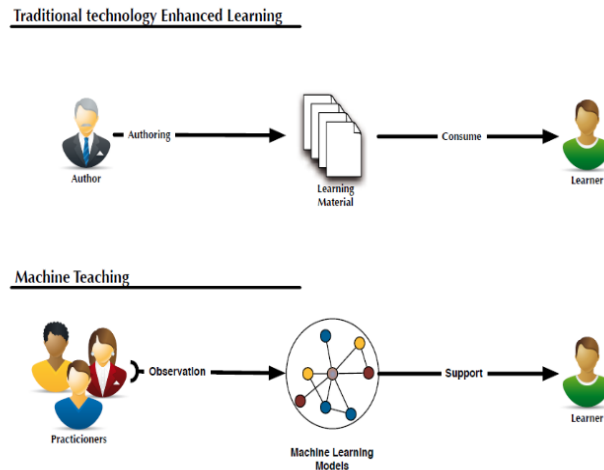 Traditional technology Enhanced Learning
Authoring
Consume
Author
Learning
Material
Learner
Machine Teaching
Observation
Support
Practicioners
Machine Learning
Models
Learner